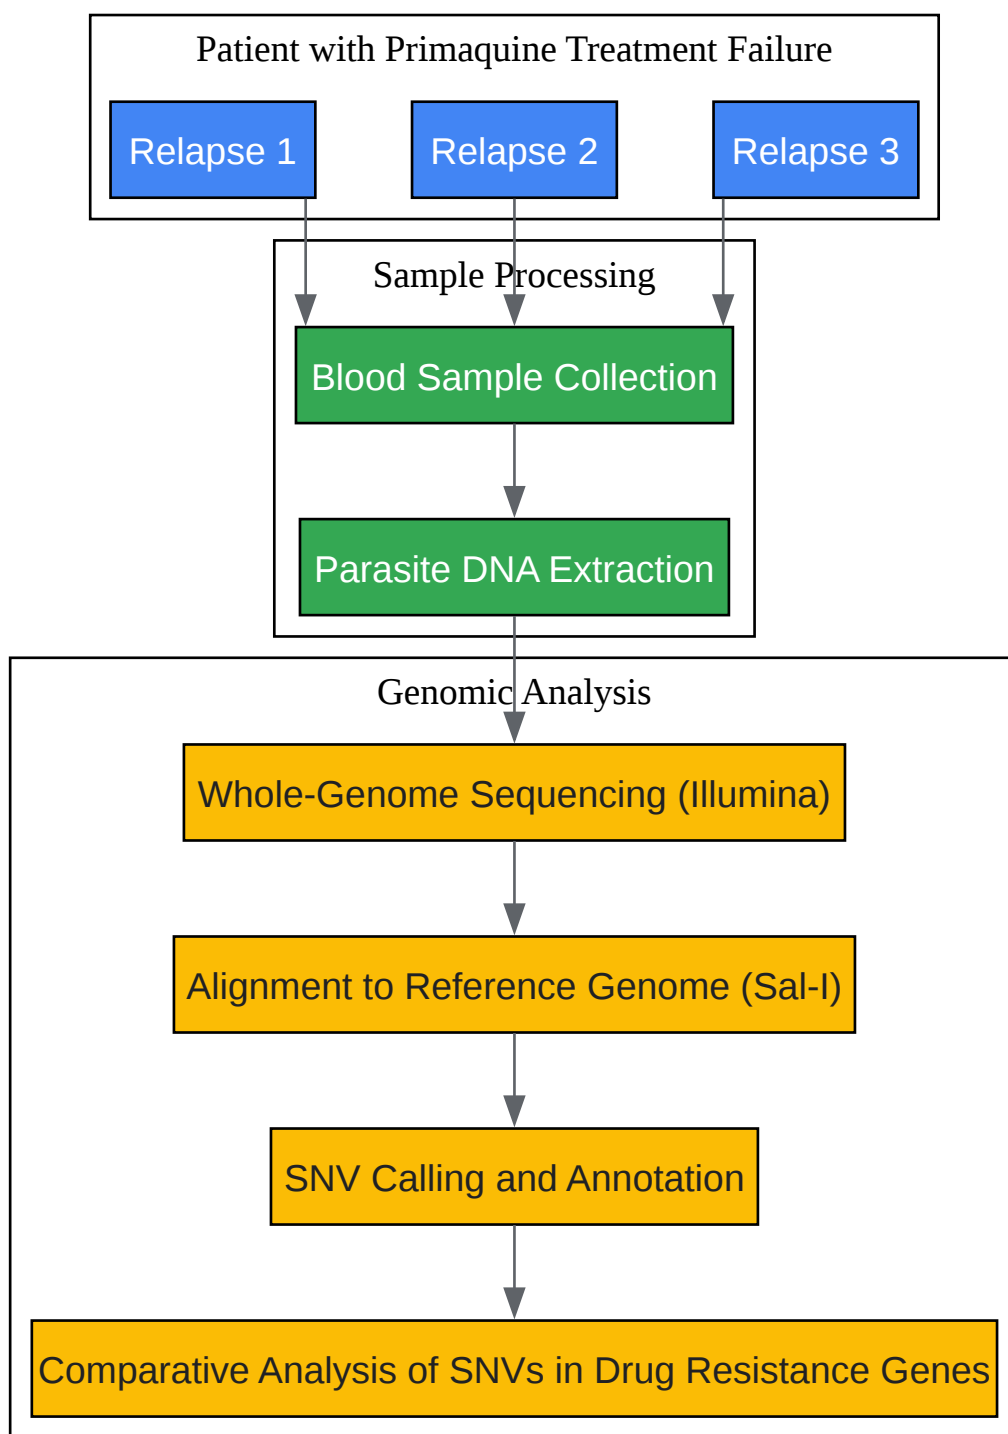 Patient with Primaquine Treatment Failure
Relapse 1
Relapse 2
Relapse 3
Sample Processing
Blood Sample Collection
Parasite DNA Extraction
Genomic Analysis
Whole-Genome Sequencing (Illumina)
Alignment to Reference Genome (Sal-I)
SNV Calling and Annotation
Comparative Analysis of SNVs in Drug Resistance Genes